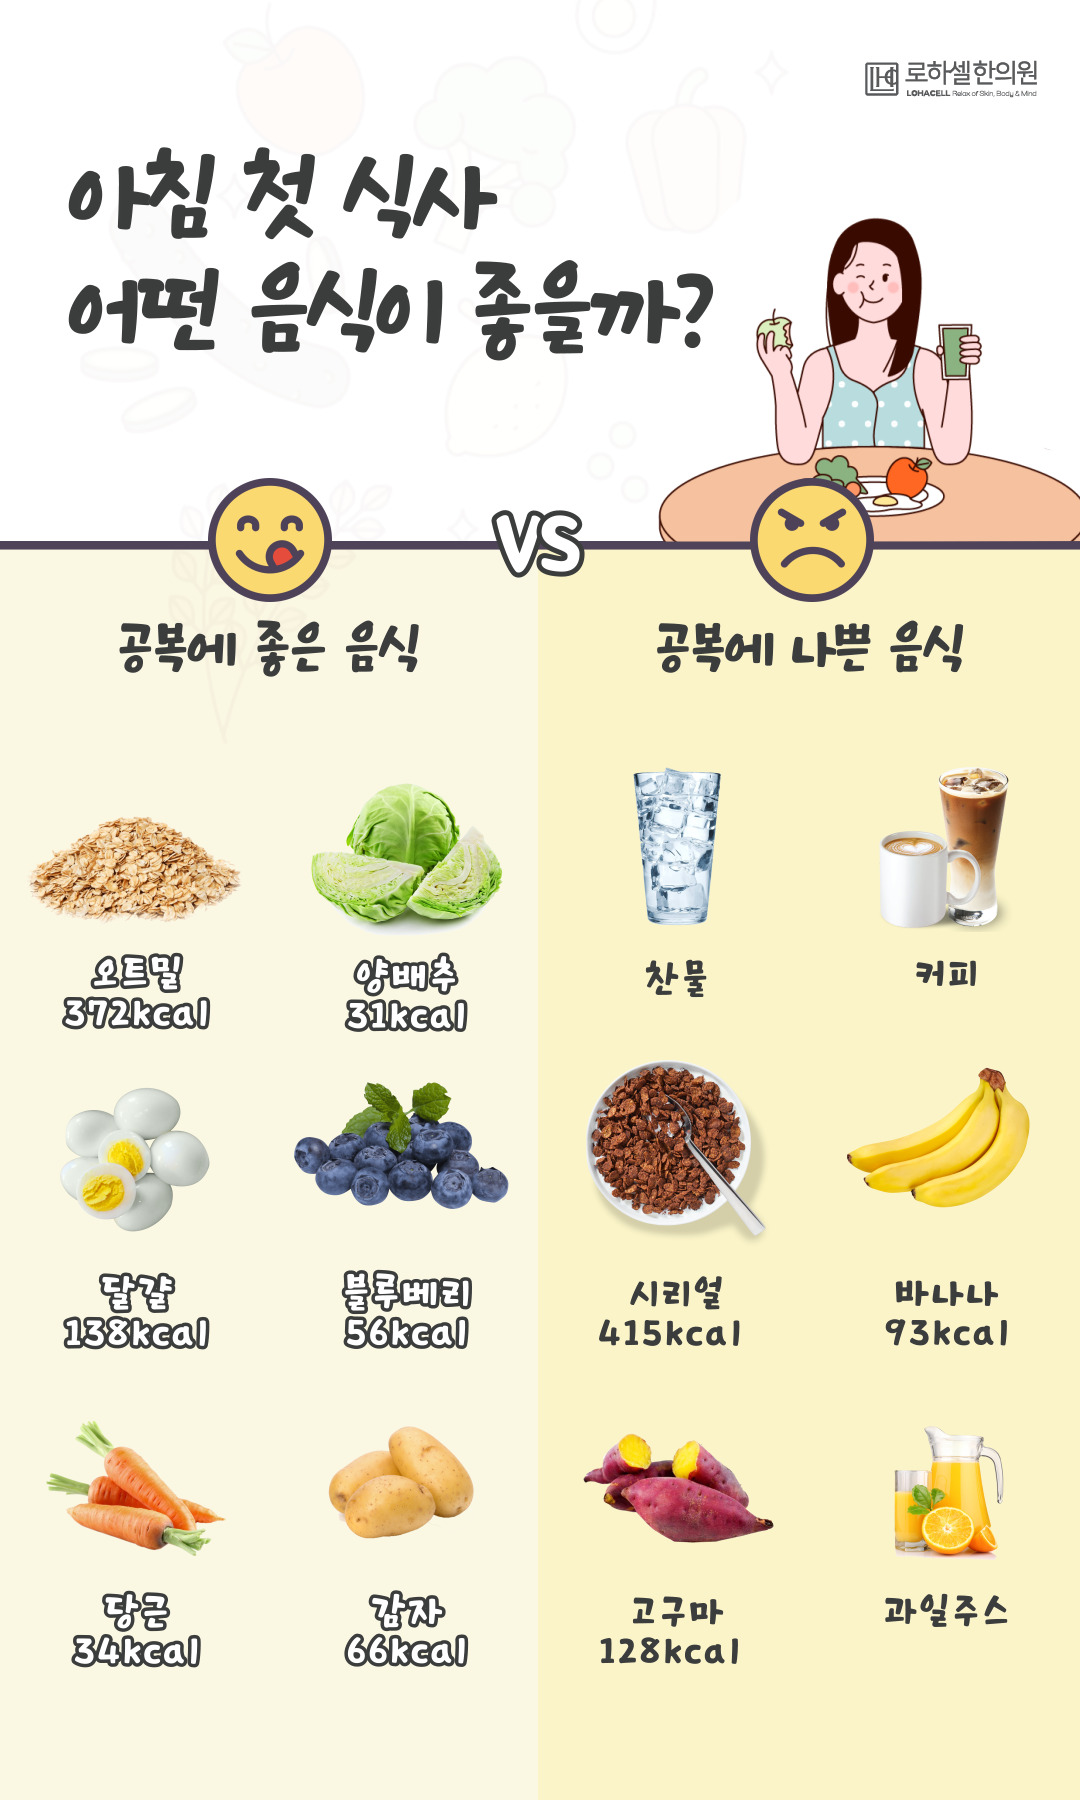 로하셀한의원
LOHACELL Relax of Skin, Body & Mind
아침 첫 식사
어떤 음식이 좋을까?
VS
공복에 좋은 음식
공복에 나쁜 음식
오트밀
372kcal
양배추
31kcal
찬물
커피
달걀
138kcal
블루베리
56kcal
시리얼
415kcal
바나나
93kcal
당근
34kcal
감자
66kcal
고구마
128kcal
과일주스